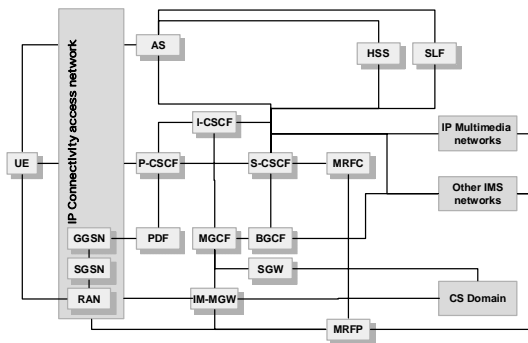 IP Connectivity access network
AS
HSS
SLF
I-CSCF
IP Multimedia
networks
UE
P-CSCF
S-CSCF
MRFC
Other IMS
networks
GGSN
PDF
MGCF
BGCF
SGSN
SGW
RAN
IM-MGW
CS Domain
MRFP